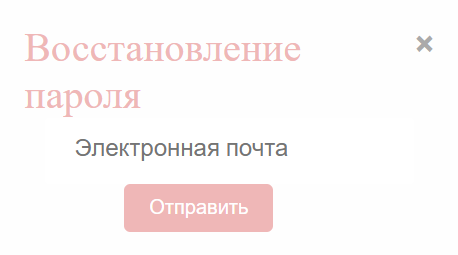 Восстановление
пароля
Электронная почта
Отправить